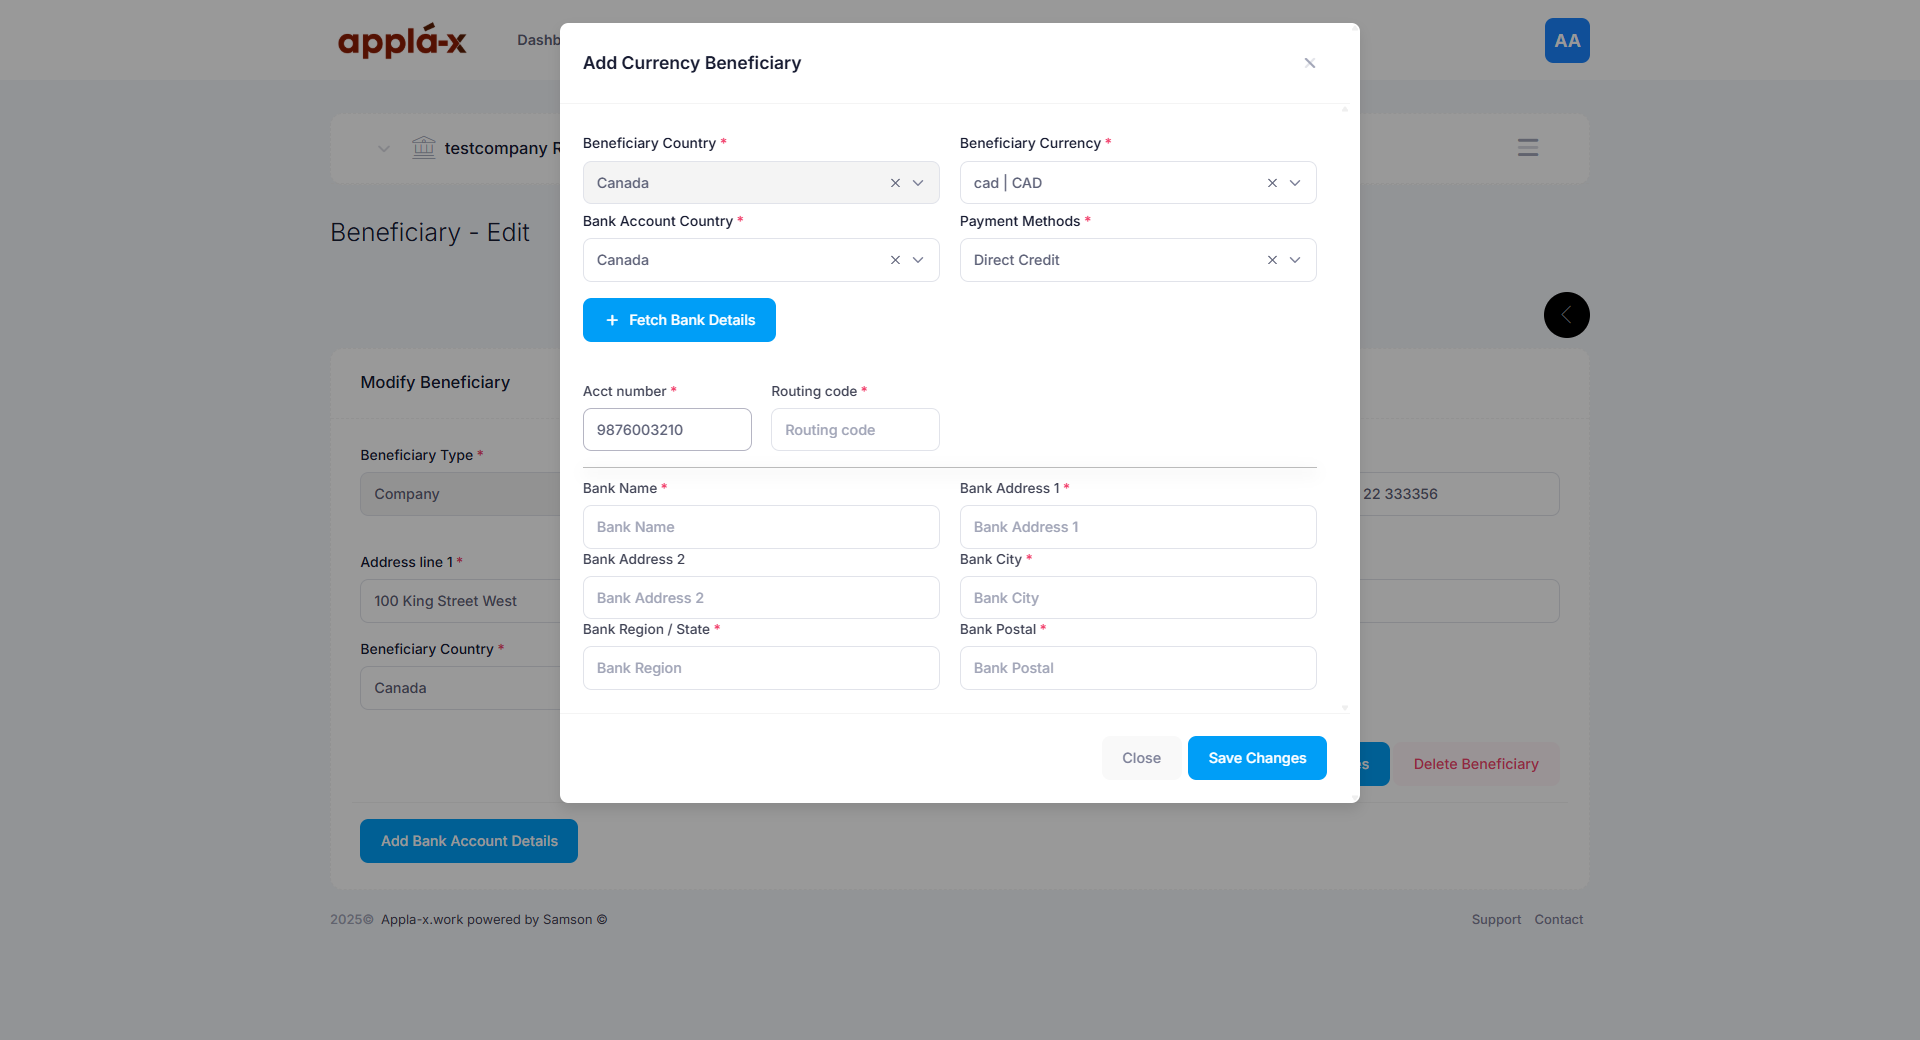 applá-x
AA
Add Currency Beneficiary
Beneficiary Country *
Beneficiary Currency *
Canada
cad | CAD
Bank Account Country *
Payment Methods *
Canada
Direct Credit
+ Fetch Bank Details
Acct number *
Routing code *
9876003210
Routing code
Bank Name *
Bank Address 1 *
Bank Name
Bank Address 1
Bank Address 2
Bank City *
Bank Address 2
Bank City
Bank Region / State *
Bank Postal *
Bank Region
Bank Postal
Close
Save Changes
testcompany
Beneficiary - Edit
Modify Beneficiary
Beneficiary Type *
Company
22 333356
Address line 1 *
100 King Street West
Beneficiary Country *
Canada
Delete Beneficiary
Add Bank Account Details
2025© Appla-x.work powered by Samson ©
Support Contact